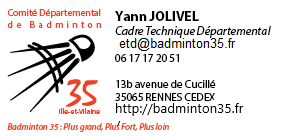 Comité Départemental
de Badminton
35
Ille-et-Vilaine
Yann JOLIVEL
Cadre Technique Départemental
etd@badminton35.fr
06 17 17 20 51
13b avenue de Cucillé
35065 RENNES CEDEX
http://badminton35.fr
/
Badminton 35 : Plus grand, Plus Fort, Plus loin